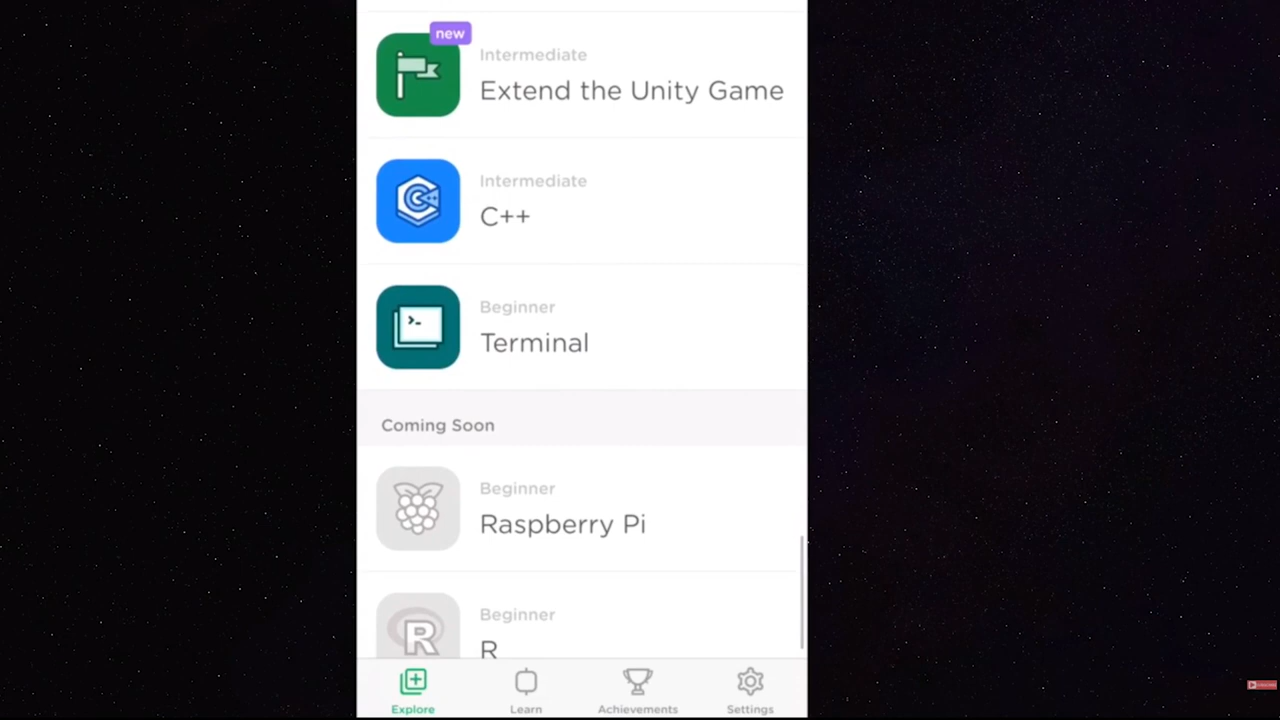 new
Intermediate
Extend the Unity Game
Intermediate
C++
Beginner
Terminal
>-
Coming Soon
Beginner
Raspberry Pi
Beginner
R
R
Explore
Learn
Achievements
Settings